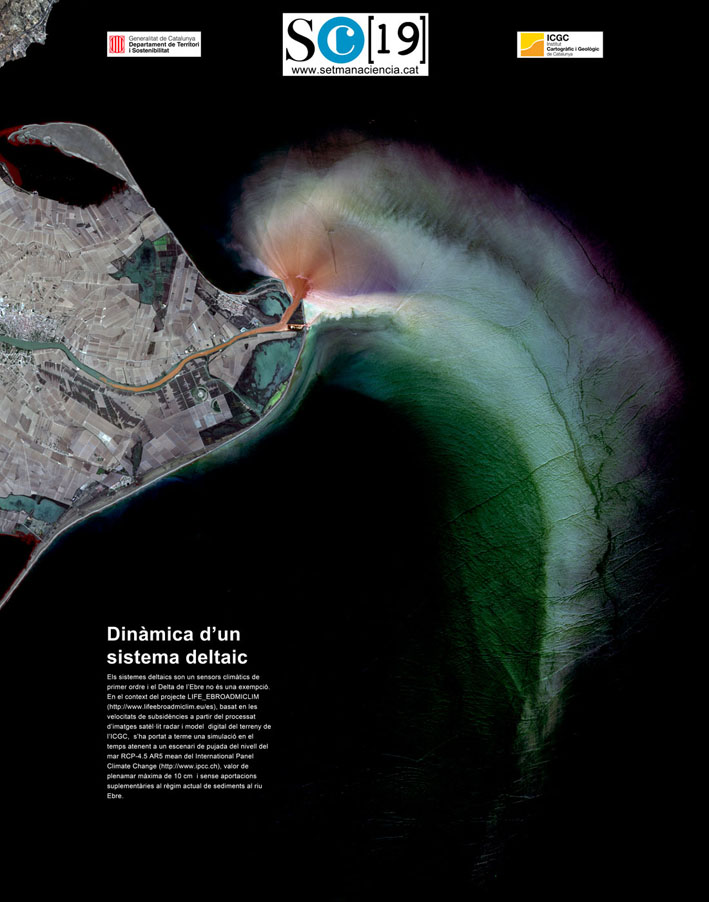 Generalitat de Catalunya
Departament de Territori
i Sostenibilitat
SC[19]
www.setmanaciencia.cat
ICGC
Institut
Cartogràfic i Geològic
de Catalunya
Dinàmica d'un
sistema deltaic
Els sistemes deltaics son un sensors climàtics de
primer ordre i el Delta de l'Ebre no és una exempció.
En el context del projecte LIFE_EBROADMICLIM
(http://www.lifeebroadmiclim.eu/es), basat en les
velocitats de subsidències a partir del processat
d'imatges satèl·lit radar i model digital del terreny de
l'ICGC, s'ha portat a terme una simulació en el
temps atenent a un escenari de pujada del nivell del
mar RCP-4.5 AR5 mean del International Panel
Climate Change (http://www.ipcc.ch), valor de
plenamar màxima de 10 cm i sense aportacions
suplementàries al règim actual de sediments al riu
Ebre.